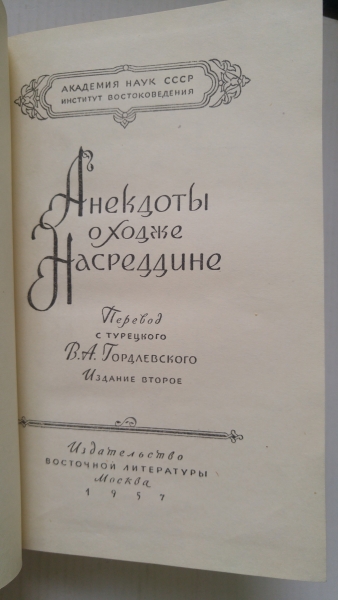 АКАДЕМИЯ НАУК СССР
ИНСТИТУТ ВОСТОКОВЕДЕНИЯ
Анекдоты
о Ходже
Насреддине
Перевод
с турецкого
В.А. Гордлевского
Издание второе
Издательство
ВОСТОЧНОЙ ЛИТЕРАТУРЫ
Москва
1957